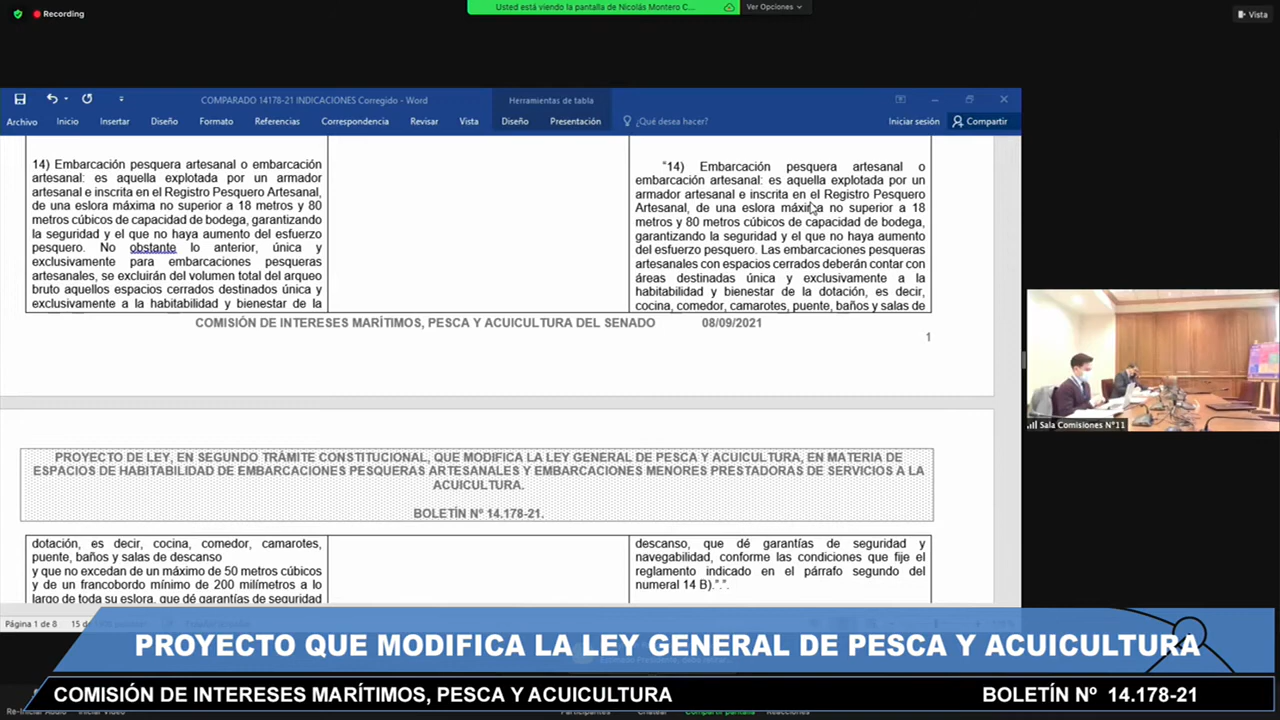 Recording
Usted está viendo la pantalla de Nicolás Montero C...
Ver Opciones
Vista
COMPARADO 14178-21 INDICACIONES Corregido - Word
Herramientas de tabla
Archivo
Inicio
Insertar
Diseño
Formato
Referencias
Correspondencia
Revisar
Vista
Diseño
Presentación
¿Qué desea hacer?
Iniciar sesión
Compartir
14) Embarcación pesquera artesanal o embarcación
artesanal: es aquella explotada por un armador
artesanal e inscrita en el Registro Pesquero Artesanal,
de una eslora máxima no superior a 18 metros y 80
metros cúbicos de capacidad de bodega, garantizando
la seguridad y el que no haya aumento del esfuerzo
pesquero. No obstante lo anterior, única y
exclusivamente para embarcaciones pesqueras
artesanales, se excluirán del volumen total del arqueo
bruto aquellos espacios cerrados destinados única y
exclusivamente a la habitabilidad y bienestar de la
"14) Embarcación pesquera artesanal o
embarcación artesanal: es aquella explotada por un
armador artesanal e inscrita en el Registro Pesquero
Artesanal, de una eslora máxima no superior a 18
metros y 80 metros cúbicos de capacidad de bodega,
garantizando la seguridad y el que no haya aumento
del esfuerzo pesquero. Las embarcaciones pesqueras
artesanales con espacios cerrados deberán contar con
áreas destinadas única y exclusivamente a la
habitabilidad y bienestar de la dotación, es decir,
cocina, comedor, camarotes, puente, baños y salas de
COMISIÓN DE INTERESES MARÍTIMOS, PESCA Y ACUICULTURA DEL SENADO 08/09/2021
1
Sala Comisiones N°11
PROYECTO DE LEY, EN SEGUNDO TRÁMITE CONSTITUCIONAL, QUE MODIFICA LA LEY GENERAL DE PESCA Y ACUICULTURA, EN MATERIA DE
ESPACIOS DE HABITABILIDAD DE EMBARCACIONES PESQUERAS ARTESANALES Y EMBARCACIONES MENORES PRESTADORAS DE SERVICIOS A LA
ACUICULTURA.
BOLETÍN Nº 14.178-21.
dotación, es decir, cocina, comedor, camarotes,
puente, baños y salas de descanso
y que no excedan de un máximo de 50 metros cúbicos
y de un francobordo mínimo de 200 milímetros a lo
largo de toda su eslora, que dé garantías de seguridad
descanso, que dé garantías de seguridad y
navegabilidad, conforme las condiciones que fije el
reglamento indicado en el párrafo segundo del
numeral 14 B).".".
Página 1 de 8
PROYECTO QUE MODIFICA LA LEY GENERAL DE PESCA Y ACUICULTURA
COMISIÓN DE INTERESES MARÍTIMOS, PESCA Y ACUICULTURA
BOLETÍN Nº 14.178-21